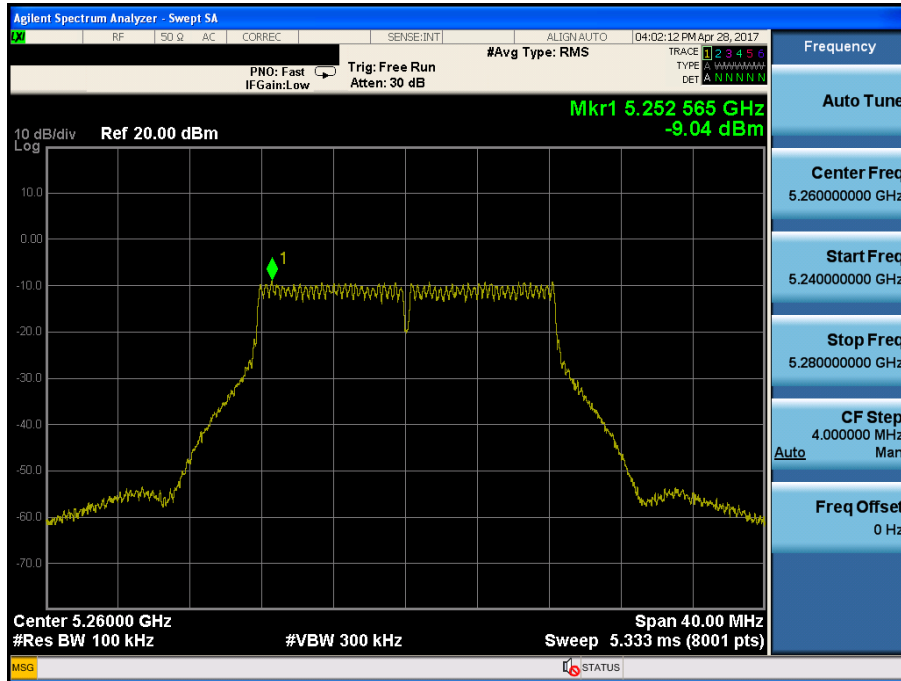 Agilent Spectrum Analyzer - Swept SA
LXI RF 50 Ω AC CORREC SENSE:INT ALIGN AUTO 04:02:12 PM Apr 28, 2017
#Avg Type: RMS
TRACE 1 2 3 4 5 6
TYPE A WWWWW
DET A N N N N N
PNO: Fast
IFGain:Low
Trig: Free Run
Atten: 30 dB
Mkr1 5.252 565 GHz
-9.04 dBm
10 dB/div Ref 20.00 dBm
Log
10.0
0.00
-10.0
-20.0
-30.0
-40.0
-50.0
-60.0
-70.0
1
Center 5.26000 GHz
Span 40.00 MHz
#Res BW 100 kHz
#VBW 300 kHz
Sweep 5.333 ms (8001 pts)
MSG
STATUS
Frequency
Auto Tune
Center Freq
5.260000000 GHz
Start Freq
5.240000000 GHz
Stop Freq
5.280000000 GHz
CF Step
4.000000 MHz
Auto Man
Freq Offset
0 Hz